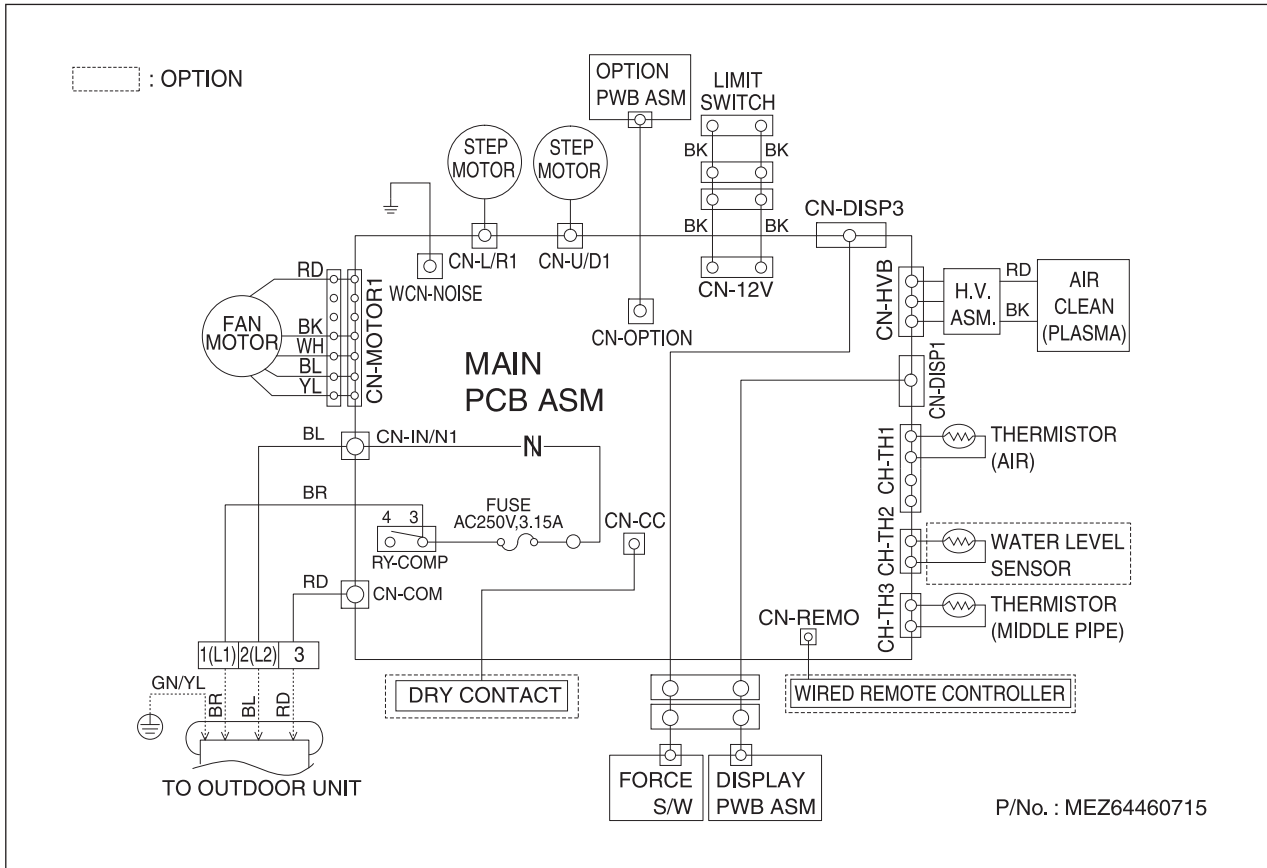 : OPTION
OPTION
PWB ASM
LIMIT
SWITCH
STEP
MOTOR
STEP
MOTOR
BK
BK
BK
BK
CN-DISP3
CN-L/R1
CN-U/D1
WCN-NOISE
CN-12V
CN-OPTION
RD
BK
WH
BL
YL
FAN
MOTOR
CN-MOTOR1
MAIN
PCB ASM
CN-HVB
H.V.
ASM.
RD
BK
AIR
CLEAN
(PLASMA)
CN-DISP1
BL
CN-IN/N1
N
BR
4 3
RY-COMP
FUSE
AC250V,3.15A
CN-CC
CH-TH1
THERMISTOR
(AIR)
CH-TH2
WATER LEVEL
SENSOR
CH-TH3
THERMISTOR
(MIDDLE PIPE)
RD
CN-COM
CN-REMO
1(L1) 2(L2) 3
GN/YL
BR
BL
RD
TO OUTDOOR UNIT
DRY CONTACT
WIRED REMOTE CONTROLLER
FORCE
S/W
DISPLAY
PWB ASM
P/No. : MEZ64460715